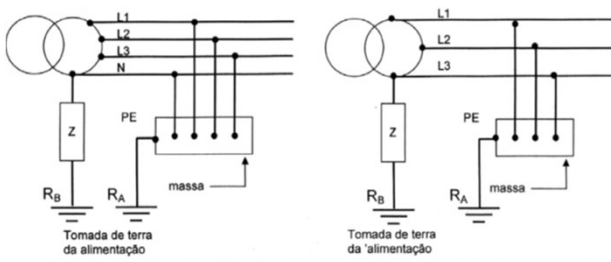 L1
L2
L3
N
PE
Z
massa
R_B
R_A
Tomada de terra
da alimentação
L1
L2
L3
PE
Z
massa
R_B
R_A
Tomada de terra
da 'alimentação